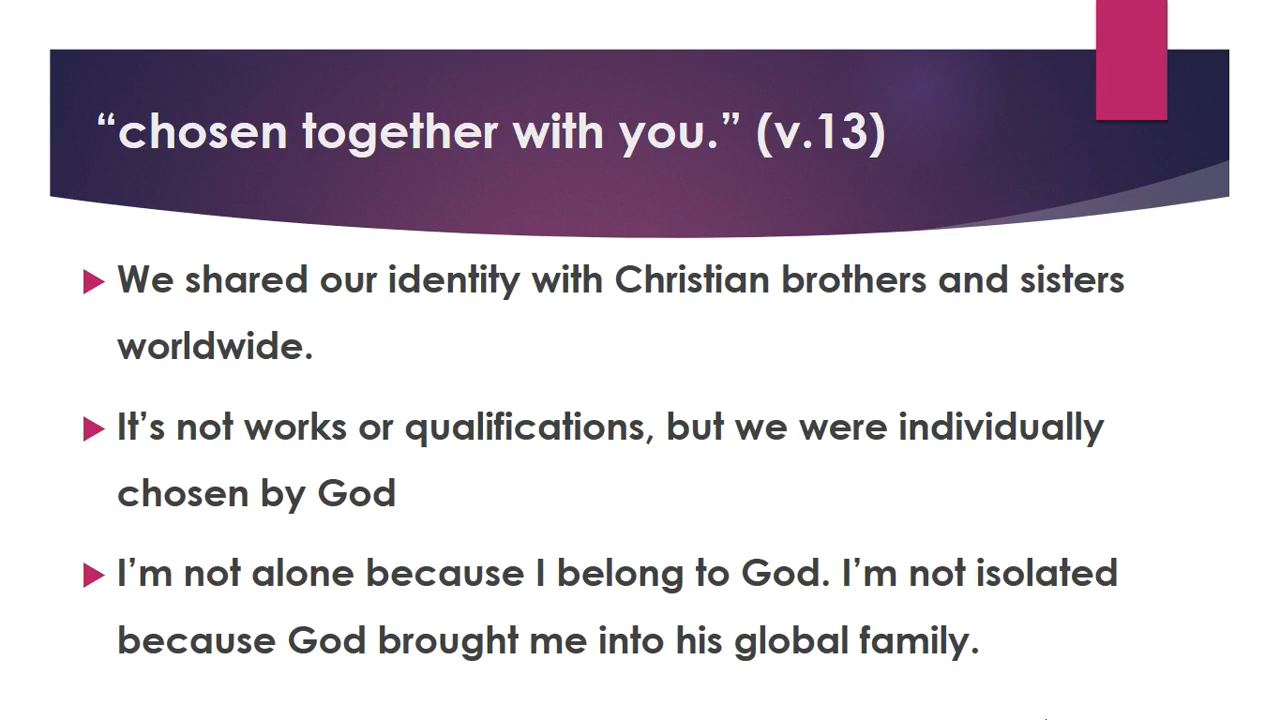 “chosen together with you.” (v.13)
We shared our identity with Christian brothers and sisters
worldwide.
It’s not works or qualifications, but we were individually
chosen by God
I’m not alone because I belong to God. I’m not isolated
because God brought me into his global family.